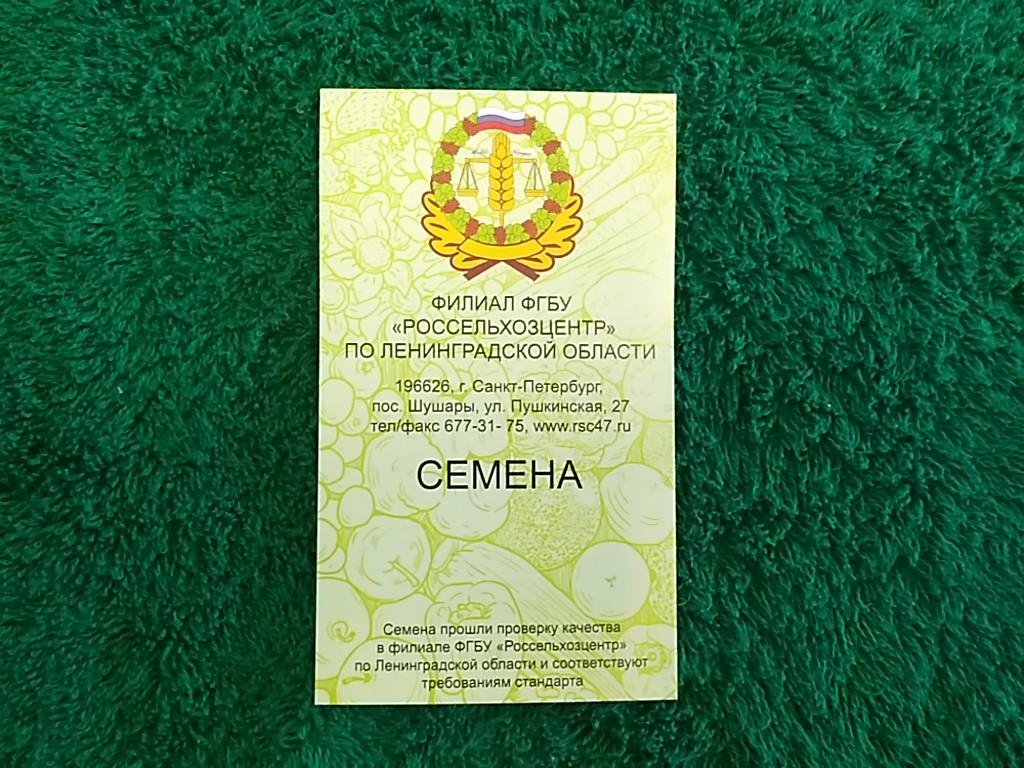 ФИЛИАЛ ФГБУ
«РОССЕЛЬХОЗЦЕНТР»
ПО ЛЕНИНГРАДСКОЙ ОБЛАСТИ
196626, г. Санкт-Петербург,
пос. Шушары, ул. Пушкинская, 27
тел/факс 677-31- 75, www.rsc47.ru
СЕМЕНА
Семена прошли проверку качества
в филиале ФГБУ «Россельхозцентр»
по Ленинградской области и соответствуют
требованиям стандарта